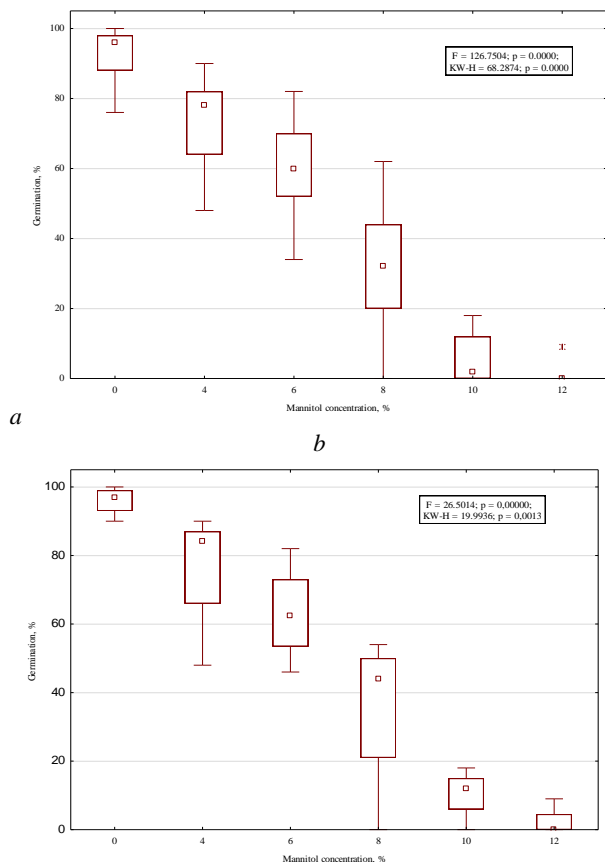 100
F = 126.7504; p = 0.0000;
KW-H = 68.2874; p = 0.0000
80
60
40
20
0
Germination, %
0 4 6 8 10 12
Mannitol concentration, %
a
b
100
F = 26.5014; p = 0,00000;
KW-H = 19.9936; p = 0,0013
80
60
40
20
0
Germination, %
0 4 6 8 10 12
Mannitol concentration, %